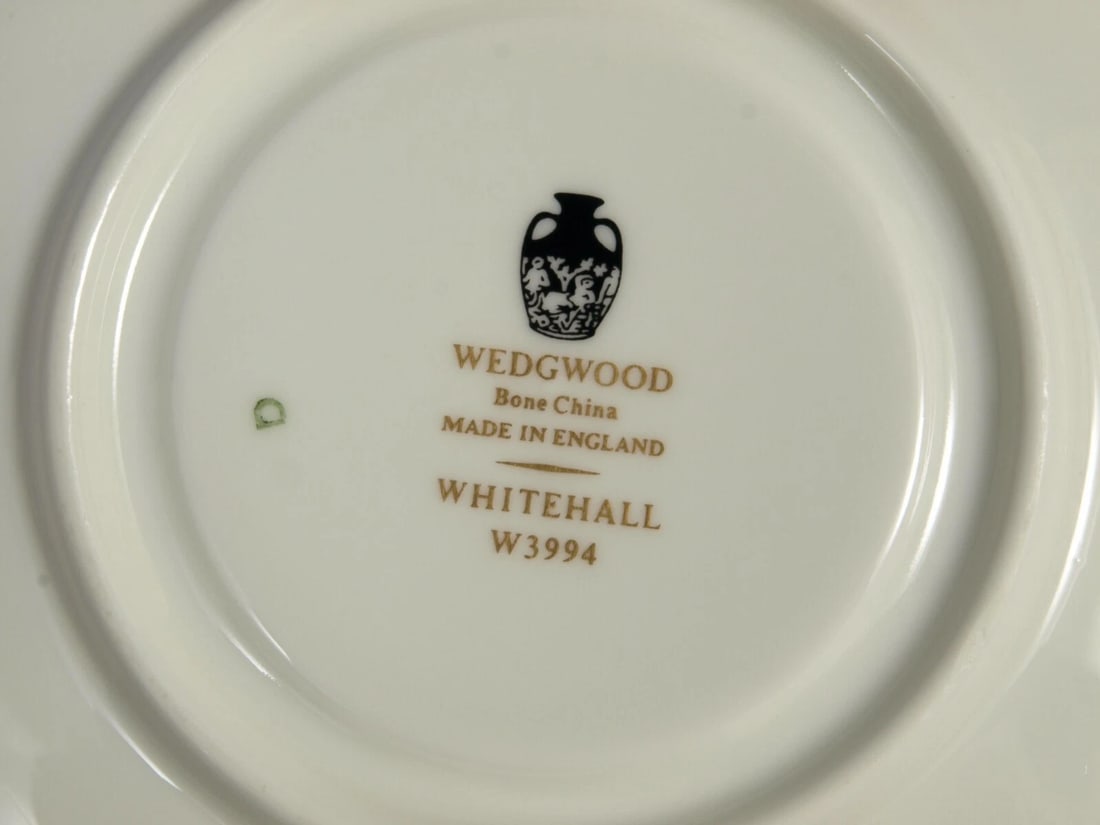 WEDGWOOD
Bone China
MADE IN ENGLAND
WHITEHALL
W3994
D